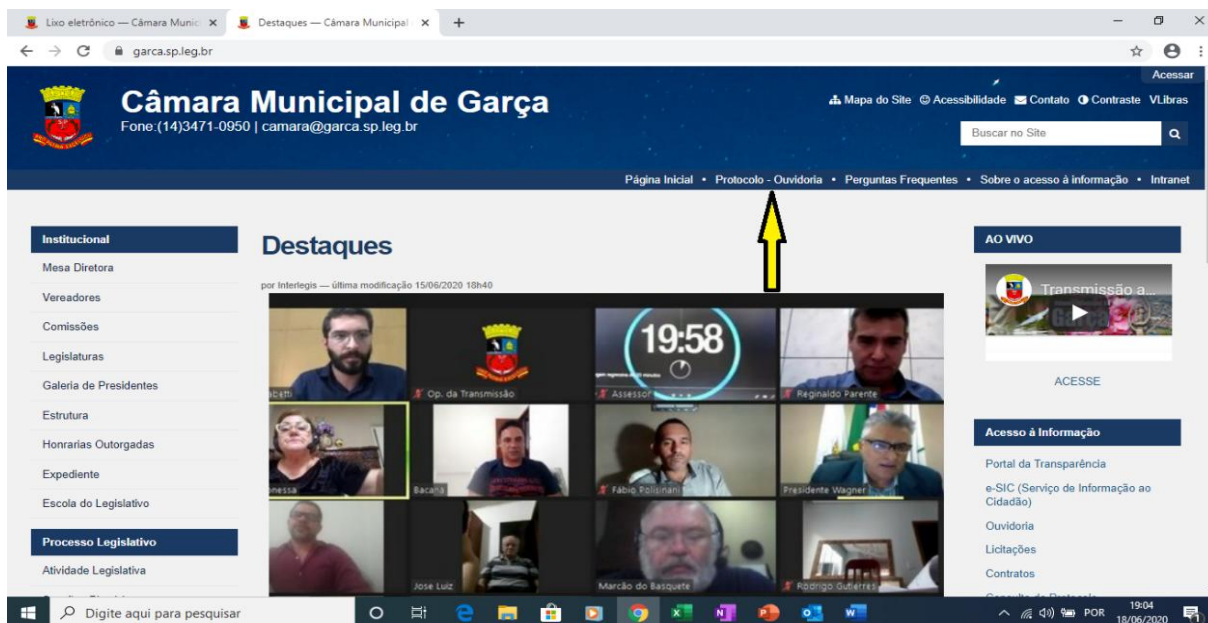 Lixo eletrônico — Câmara Munic
Destaques — Câmara Municipal
garca.sp.leg.br
Acessar
Câmara Municipal de Garça
Fone:(14)3471-0950 | camara@garca.sp.leg.br
Mapa do Site Acessibilidade Contato Contraste VLibras
Buscar no Site
Página Inicial • Protocolo - Ouvidoria • Perguntas Frequentes • Sobre o acesso à informação • Intranet
Institucional
Mesa Diretora
Vereadores
Comissões
Legislaturas
Galeria de Presidentes
Estrutura
Honrarias Outorgadas
Expediente
Escola do Legislativo
Processo Legislativo
Atividade Legislativa
Destaques
por Interlegis — última modificação 15/06/2020 18h40
19:58
Op. da Transmissão
Assessor
Reginaldo Parente
Bacana
Fábio Polisinani
Presidente Wagner
Jose Luiz
Marcão do Basquete
Rodrigo Gutierres
AO VIVO
Transmissão a...
Garça
ACESSE
Acesso à Informação
Portal da Transparência
e-SIC (Serviço de Informação ao
Cidadão)
Ouvidoria
Licitações
Contratos
Digite aqui para pesquisar
POR
19:04
18/06/2020